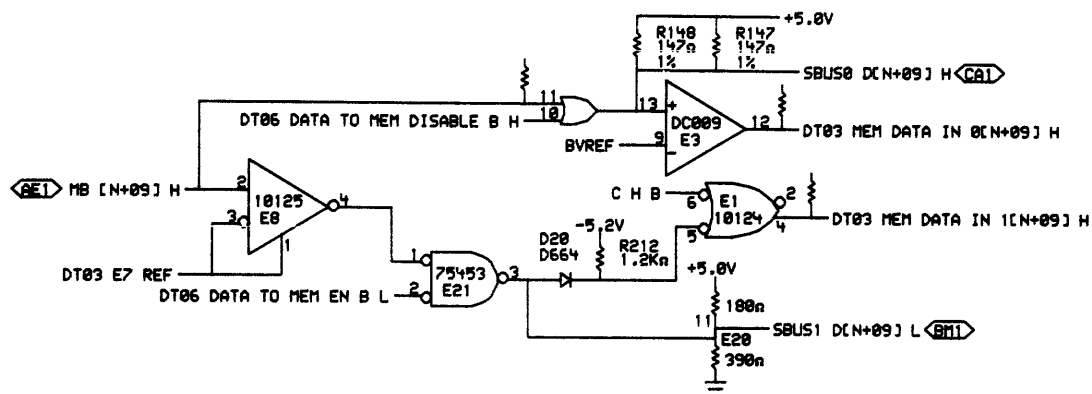 +5.0V
R148 R147
147Ω 147Ω
1% 1%
SBUS0 D[N+09] H CA1
11
10
DT06 DATA TO MEM DISABLE B H
13 +
DC009
E3
12
DT03 MEM DATA IN 0[N+09] H
BVREF 9 -
AE1 MB [N+09] H
2
10125
E8
4
3
1
DT03 E7 REF
C H B
6
E1
10124
2
4
5
DT03 MEM DATA IN 1[N+09] H
-5.2V
D20
D664
R212
1.2KΩ
1
75453
E21
3
2
DT06 DATA TO MEM EN B L
+5.0V
180Ω
11
SBUS1 D[N+09] L BM1
E20
390Ω